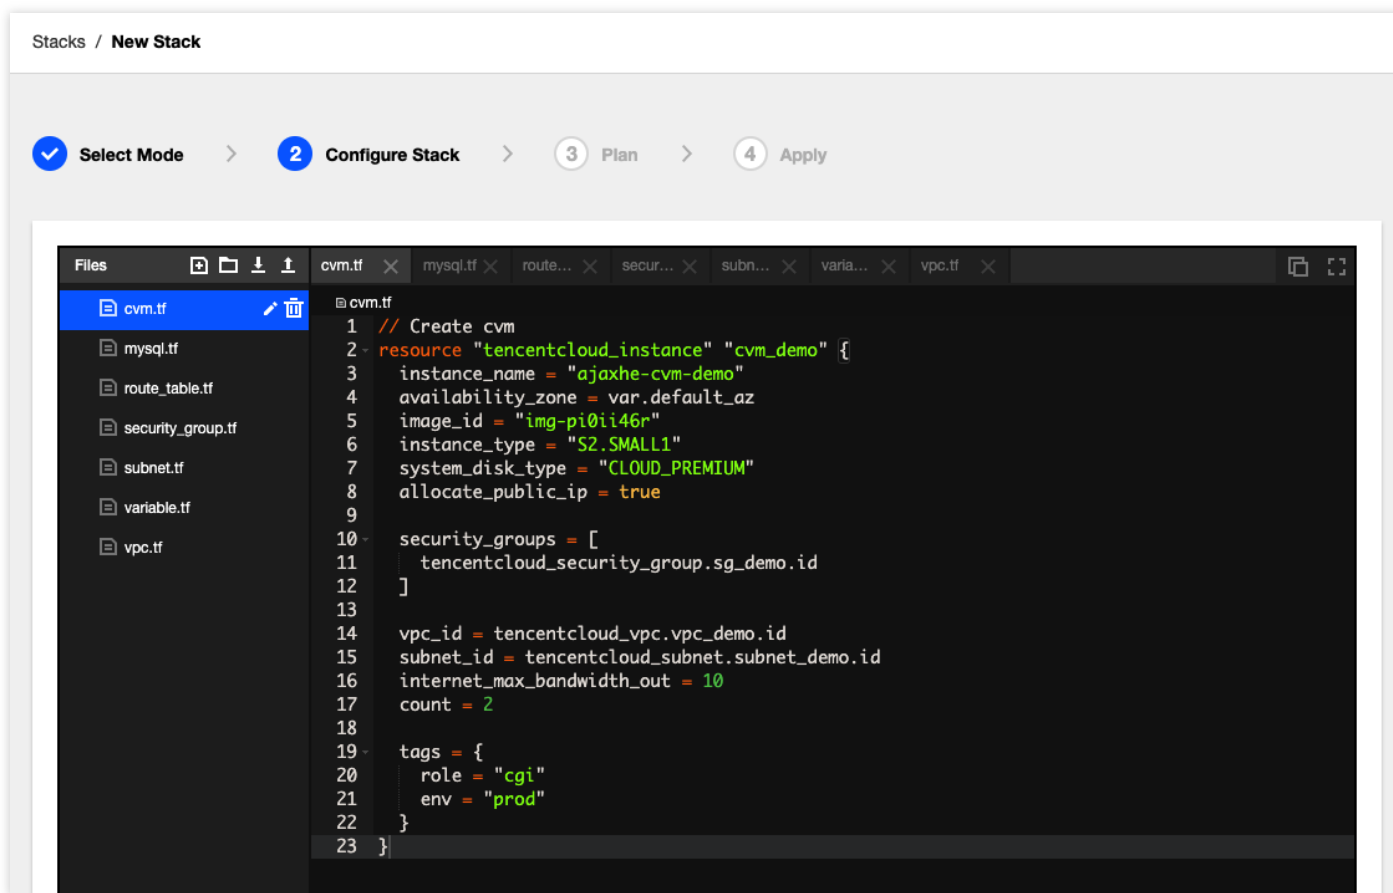 Stacks / New Stack
Select Mode
2 Configure Stack
3 Plan
4 Apply
Files
cvm.tf mysql.tf route... secur... subn... varia... vpc.tf
cvm.tf
mysql.tf
route_table.tf
security_group.tf
subnet.tf
variable.tf
vpc.tf
cvm.tf
1 // Create cvm
2 resource "tencentcloud_instance" "cvm_demo" {
3 instance_name = "ajaxhe-cvm-demo"
4 availability_zone = var.default_az
5 image_id = "img-pi0ii46r"
6 instance_type = "S2.SMALL1"
7 system_disk_type = "CLOUD_PREMIUM"
8 allocate_public_ip = true
9
10 security_groups = [
11 tencentcloud_security_group.sg_demo.id
12 ]
13
14 vpc_id = tencentcloud_vpc.vpc_demo.id
15 subnet_id = tencentcloud_subnet.subnet_demo.id
16 internet_max_bandwidth_out = 10
17 count = 2
18
19 tags = {
20 role = "cgi"
21 env = "prod"
22 }
23 }